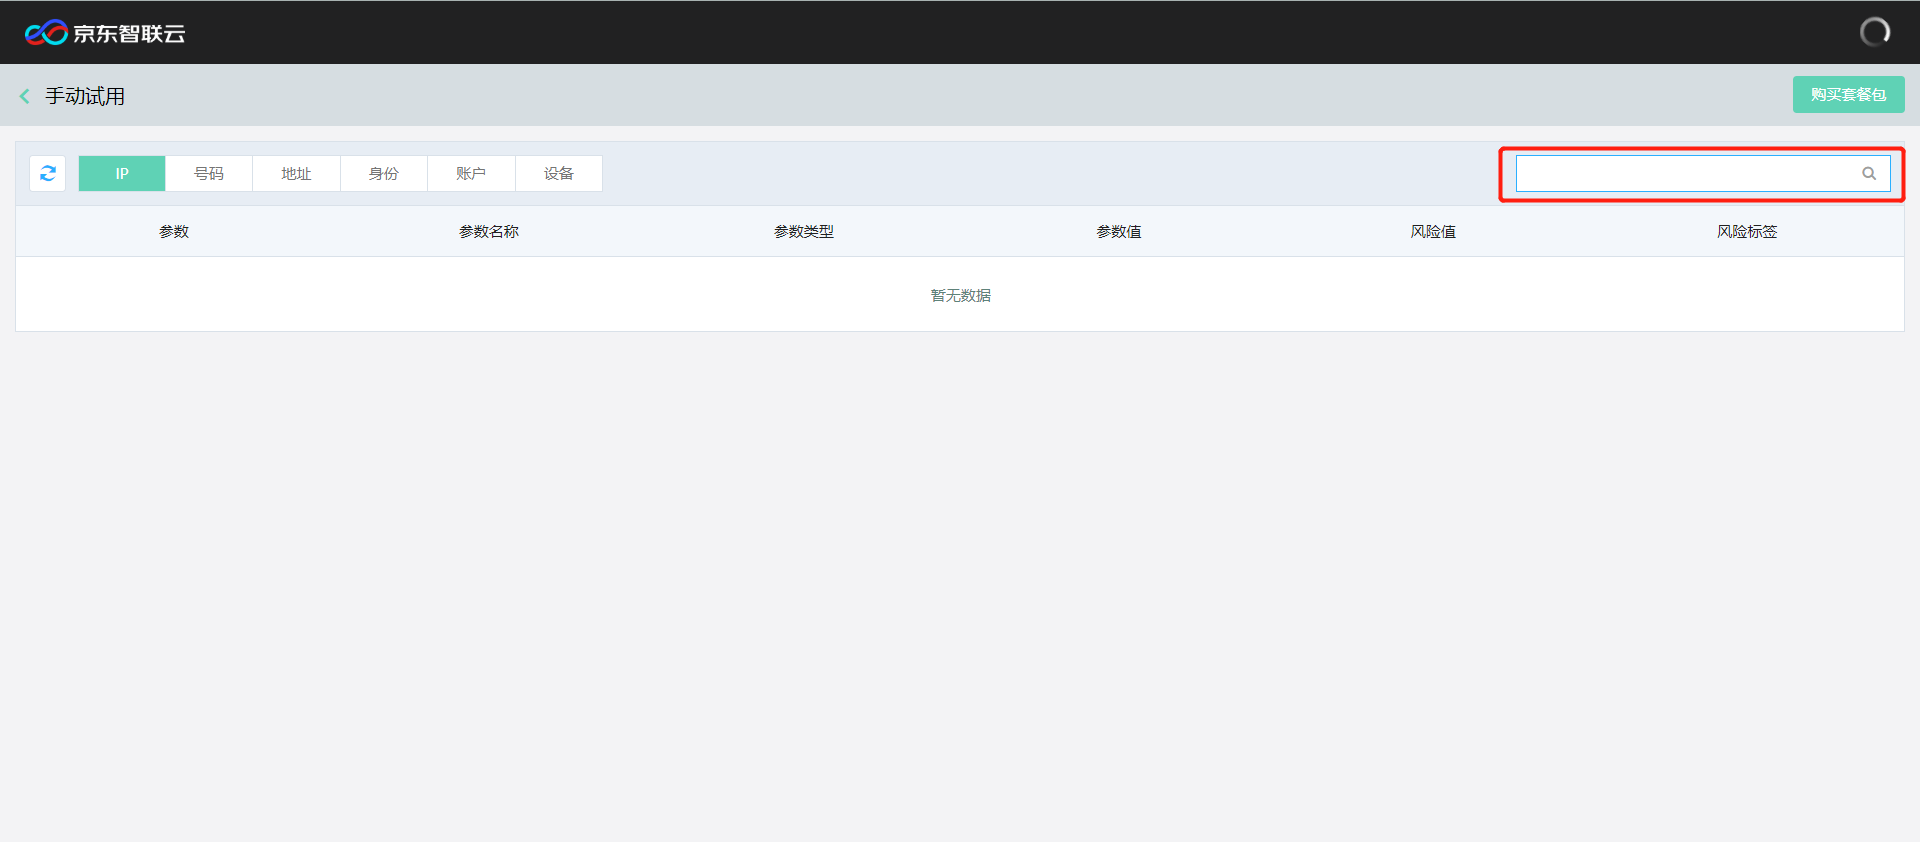 京东智联云
手动试用
购买套餐包
IP 号码 地址 身份 账户 设备
参数 参数名称 参数类型 参数值 风险值 风险标签
暂无数据